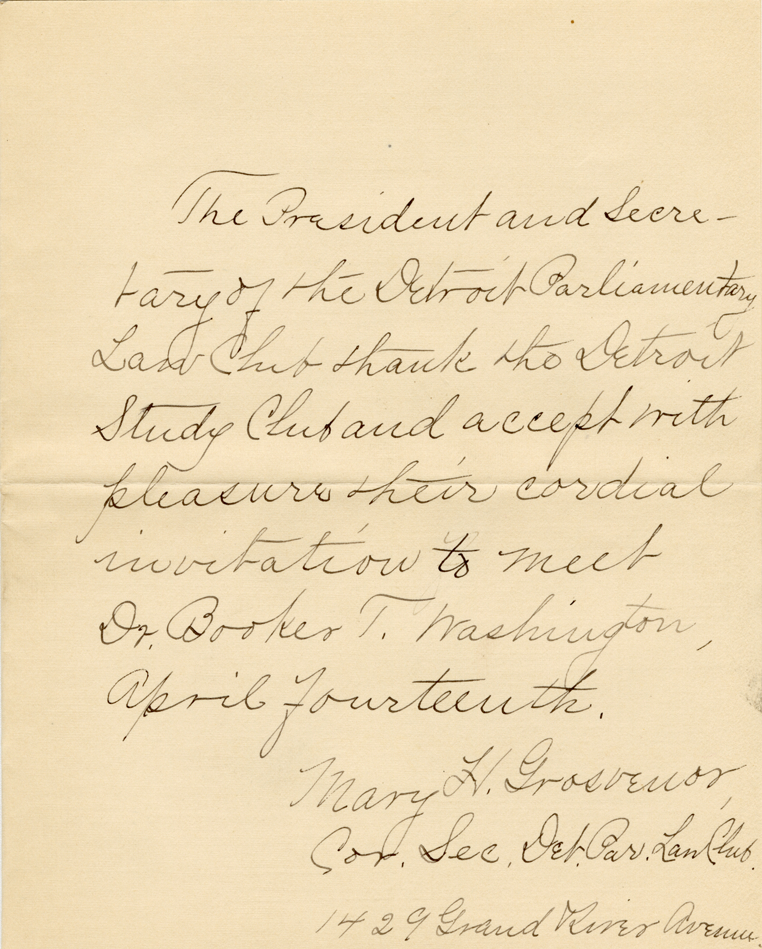 The President and Secre-
tary of the Detroit Parliamentary
Law Club thank the Detroit
Study Club and accept with
pleasure their cordial
invitation to meet
Dr. Booker T. Washington,
April fourteenth.
Mary H. Grosvenor,
Cor. Sec. Det. Par. Law Club.
1429 Grand River Avenue.